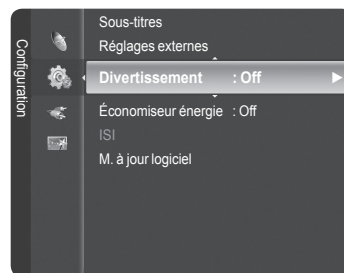 Configuration
Sous-titres
Réglages externes
Divertissement : Off
Économiseur énergie : Off
ISI
M. à jour logiciel